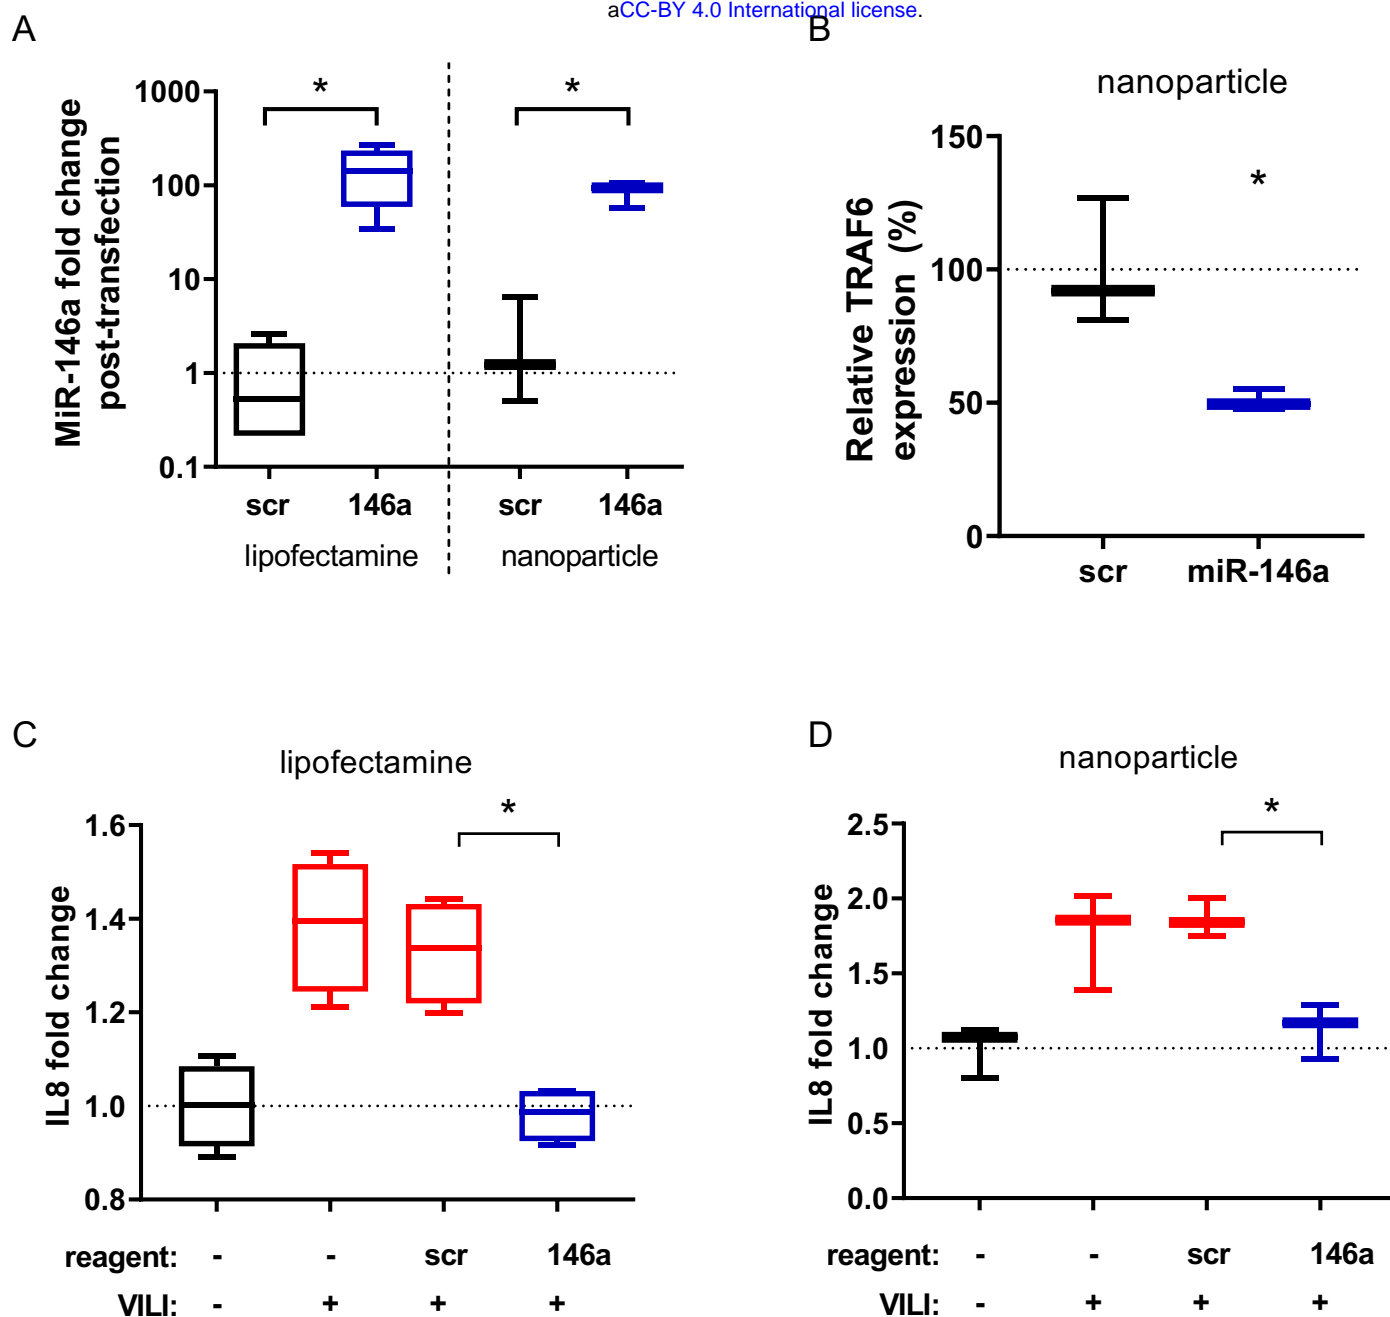 aCC-BY 4.0 International license.
A
MiR-146a fold change
post-transfection
1000
100
10
1
0.1
*
*
scr
146a
scr
146a
lipofectamine
nanoparticle
B
nanoparticle
Relative TRAF6
expression (%)
150
100
50
0
*
scr
miR-146a
C
lipofectamine
IL8 fold change
1.6
1.4
1.2
1.0
0.8
*
reagent: - - scr 146a
VILI: - + + +
D
nanoparticle
IL8 fold change
2.5
2.0
1.5
1.0
0.5
0.0
*
reagent: - - scr 146a
VILI: - + + +